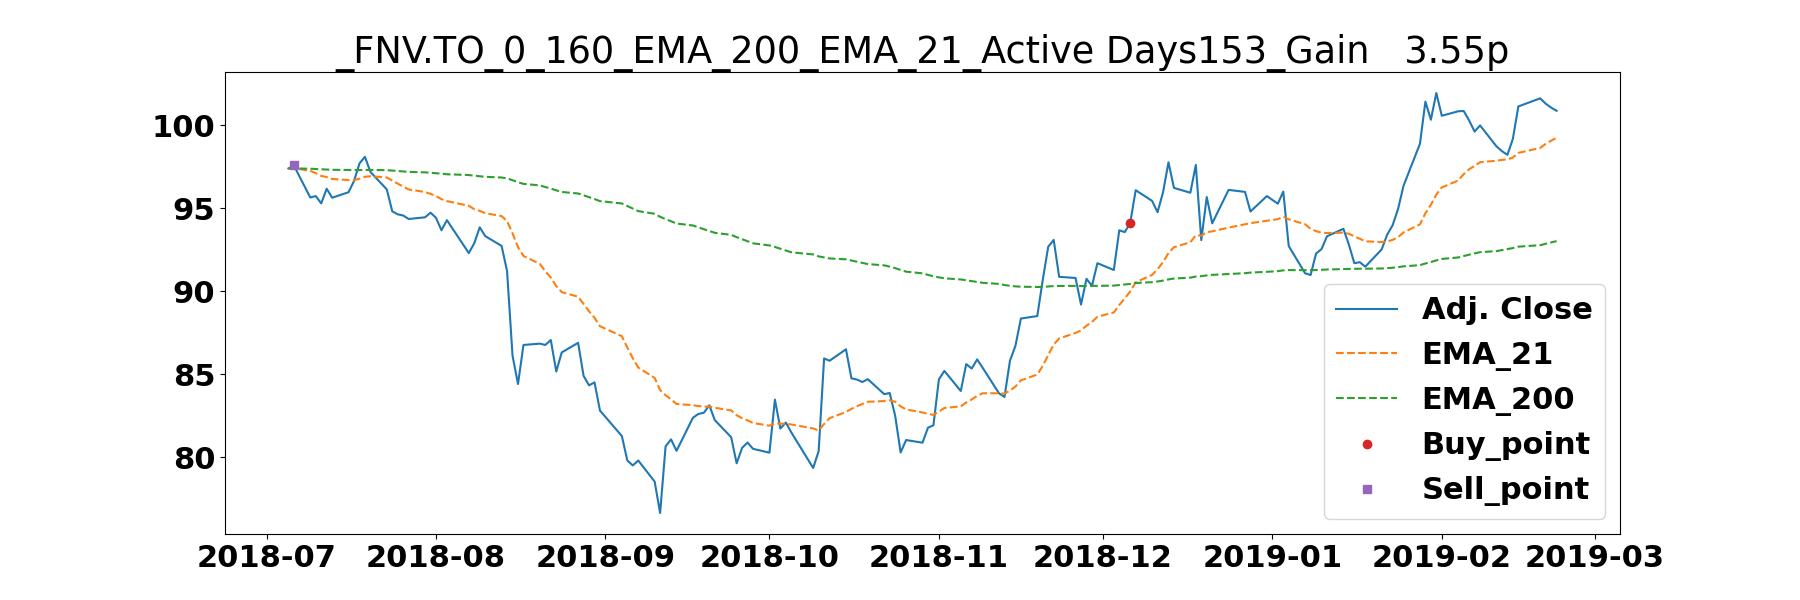 _FNV.TO_0_160_EMA_200_EMA_21_Active Days153_Gain   3.55p
100
95
90
85
80
Adj. Close
EMA_21
EMA_200
Buy_point
Sell_point
2018-07 2018-08 2018-09 2018-10 2018-11 2018-12 2019-01 2019-02 2019-03